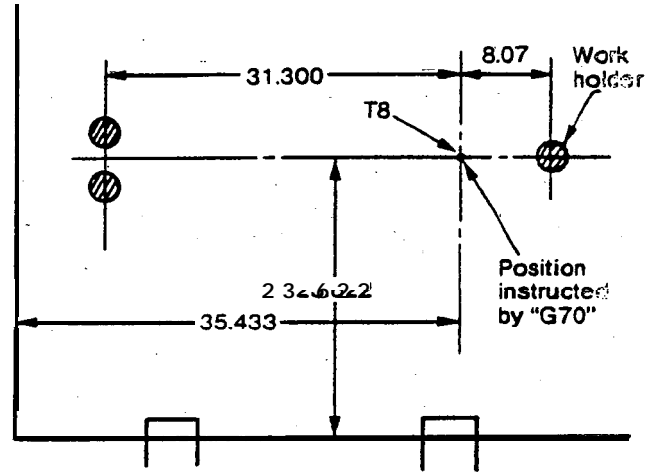 8.07
Work
holder
31.300
T8
Position
instructed
by "G70"
35.433